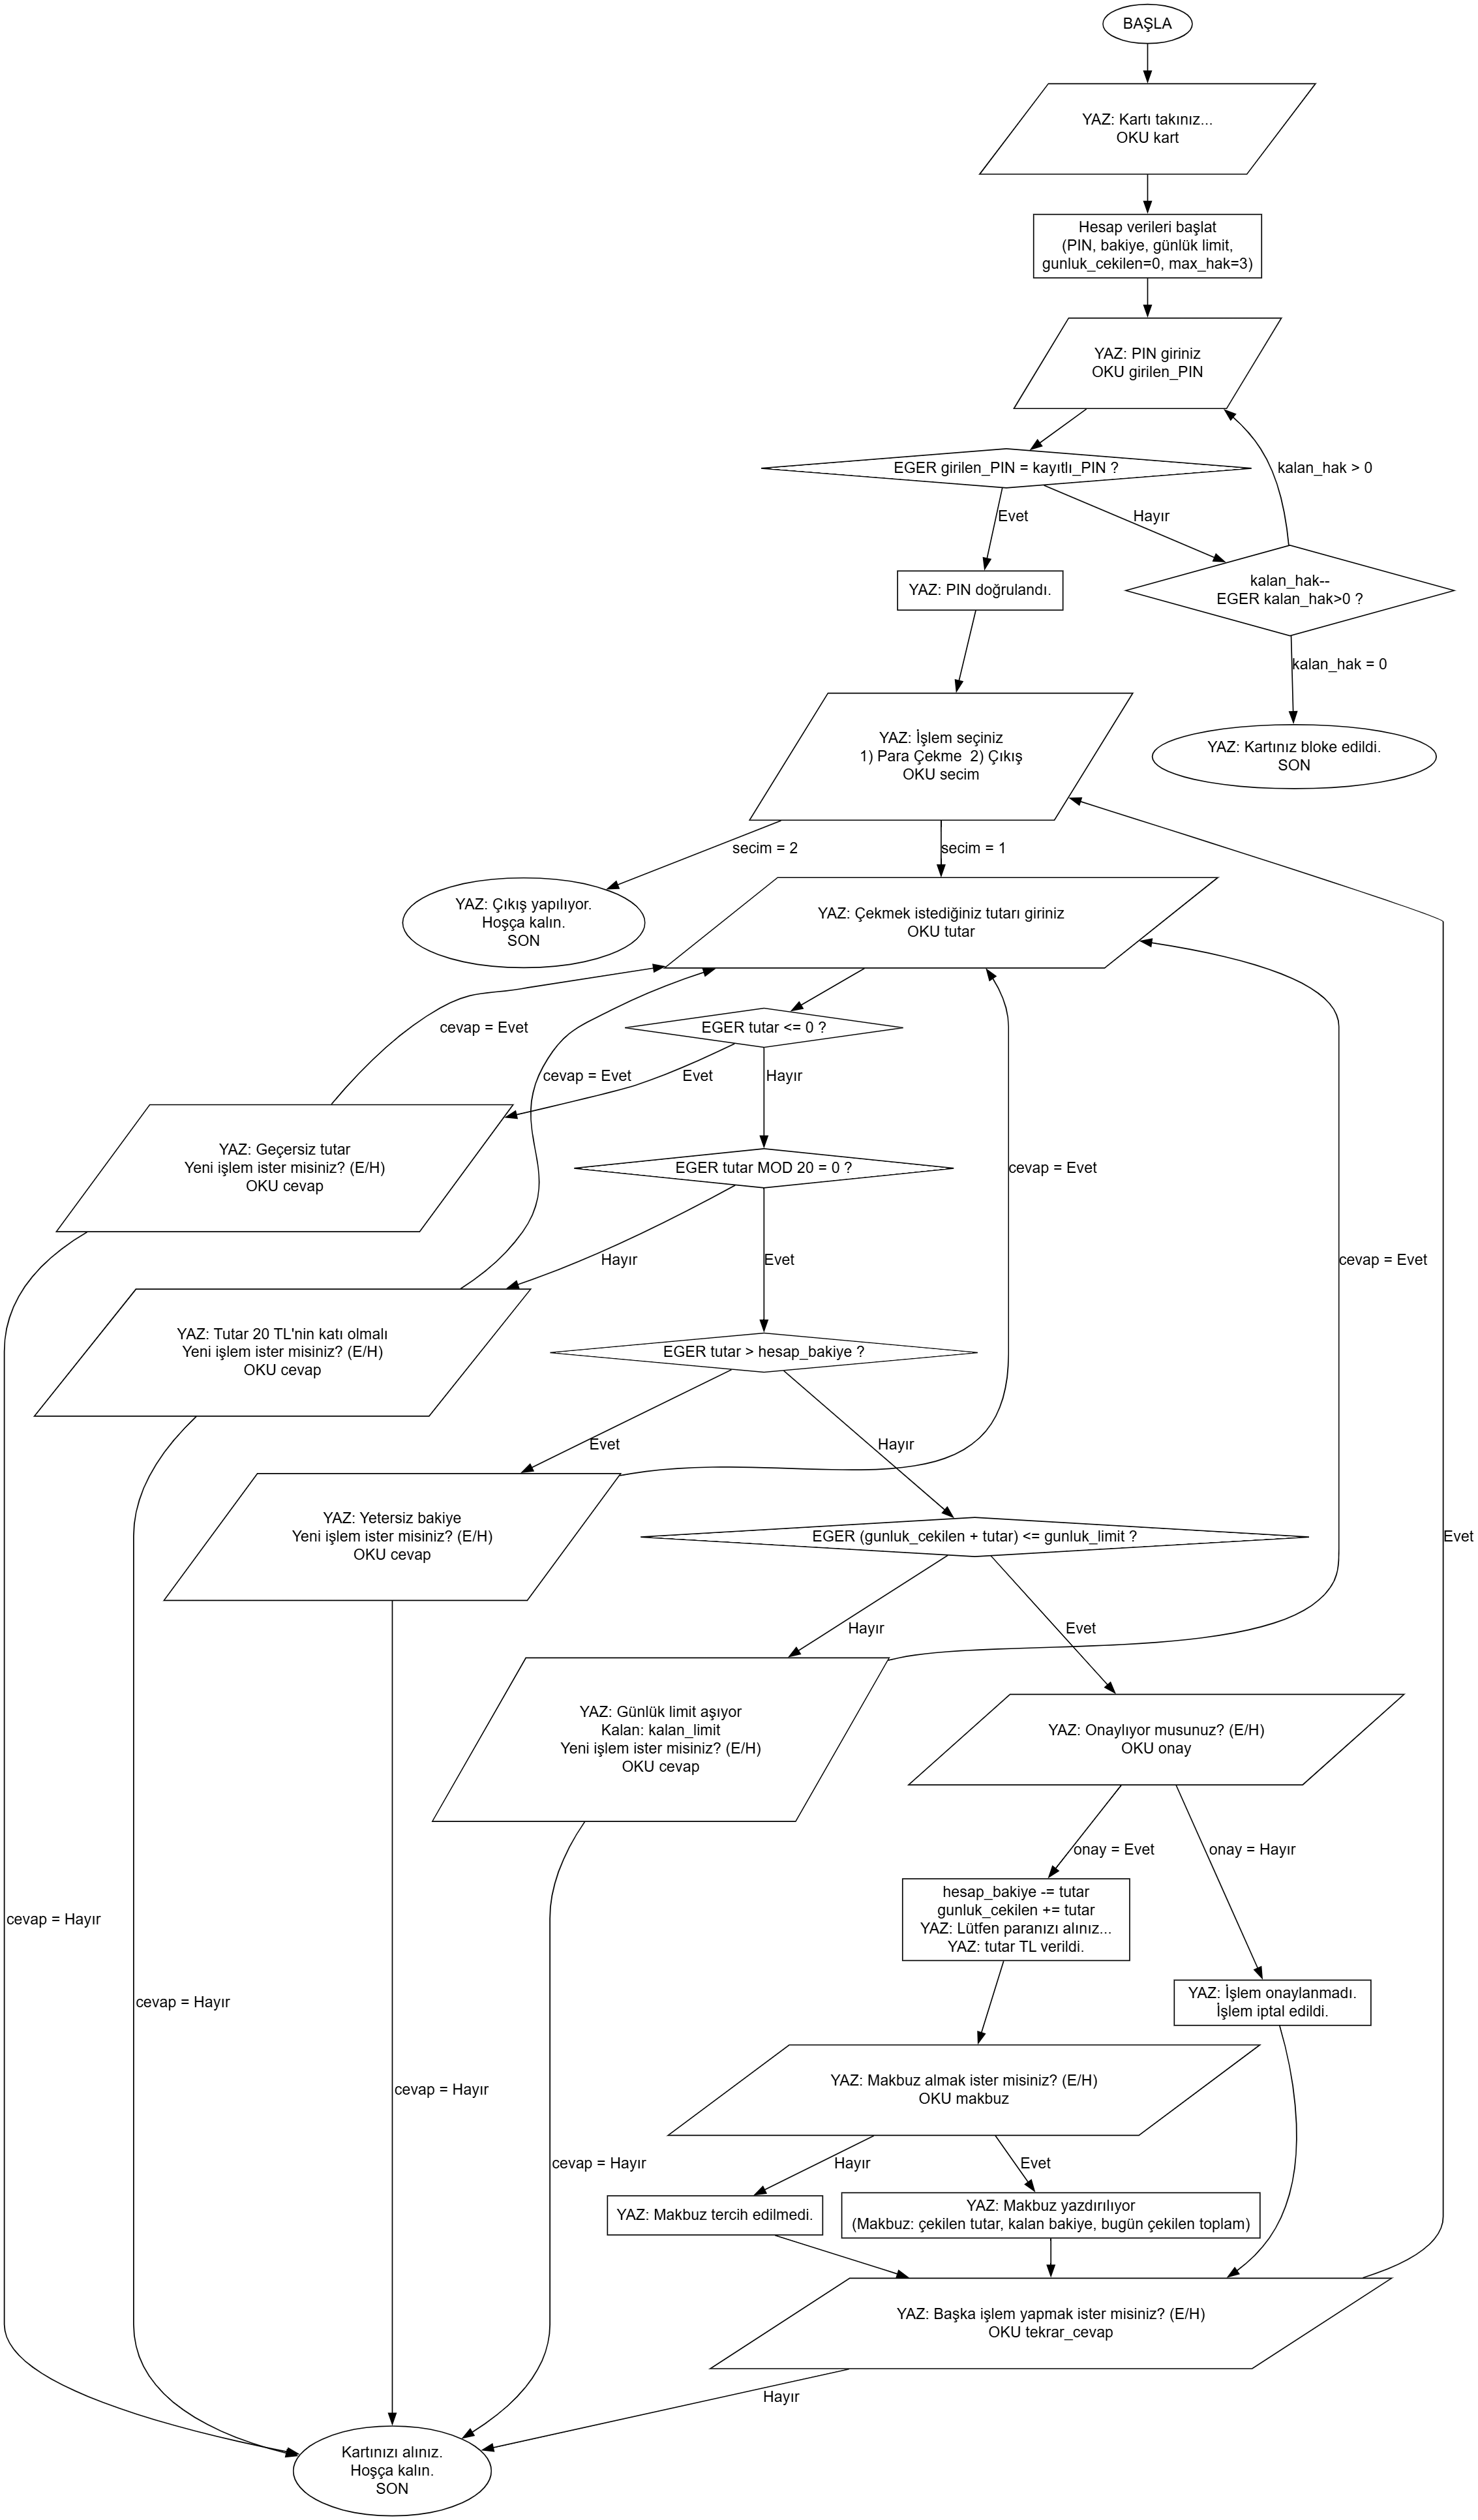 BAŞLA
YAZ: Kartı takınız...
OKU kart
Hesap verileri başlat
(PIN, bakiye, günlük limit,
gunluk_cekilen=0, max_hak=3)
YAZ: PIN giriniz
OKU girilen_PIN
EGER girilen_PIN = kayıtlı_PIN ?
kalan_hak > 0
Evet
Hayır
YAZ: PIN doğrulandı.
kalan_hak--
EGER kalan_hak>0 ?
kalan_hak = 0
YAZ: İşlem seçiniz
1) Para Çekme  2) Çıkış
OKU secim
YAZ: Kartınız bloke edildi.
SON
secim = 2
secim = 1
YAZ: Çıkış yapılıyor.
Hoşça kalın.
SON
YAZ: Çekmek istediğiniz tutarı giriniz
OKU tutar
cevap = Evet
EGER tutar <= 0 ?
cevap = Evet
Evet
Hayır
YAZ: Geçersiz tutar
Yeni işlem ister misiniz? (E/H)
OKU cevap
EGER tutar MOD 20 = 0 ?
cevap = Evet
Hayır
Evet
cevap = Evet
YAZ: Tutar 20 TL'nin katı olmalı
Yeni işlem ister misiniz? (E/H)
OKU cevap
EGER tutar > hesap_bakiye ?
Evet
Hayır
YAZ: Yetersiz bakiye
Yeni işlem ister misiniz? (E/H)
OKU cevap
EGER (gunluk_cekilen + tutar) <= gunluk_limit ?
Evet
Hayır
Evet
YAZ: Günlük limit aşıyor
Kalan: kalan_limit
Yeni işlem ister misiniz? (E/H)
OKU cevap
YAZ: Onaylıyor musunuz? (E/H)
OKU onay
onay = Evet
onay = Hayır
cevap = Hayır
hesap_bakiye -= tutar
gunluk_cekilen += tutar
YAZ: Lütfen paranızı alınız...
YAZ: tutar TL verildi.
YAZ: İşlem onaylanmadı.
İşlem iptal edildi.
cevap = Hayır
YAZ: Makbuz almak ister misiniz? (E/H)
OKU makbuz
cevap = Hayır
cevap = Hayır
Hayır
Evet
YAZ: Makbuz tercih edilmedi.
YAZ: Makbuz yazdırılıyor
(Makbuz: çekilen tutar, kalan bakiye, bugün çekilen toplam)
YAZ: Başka işlem yapmak ister misiniz? (E/H)
OKU tekrar_cevap
Hayır
Kartınızı alınız.
Hoşça kalın.
SON